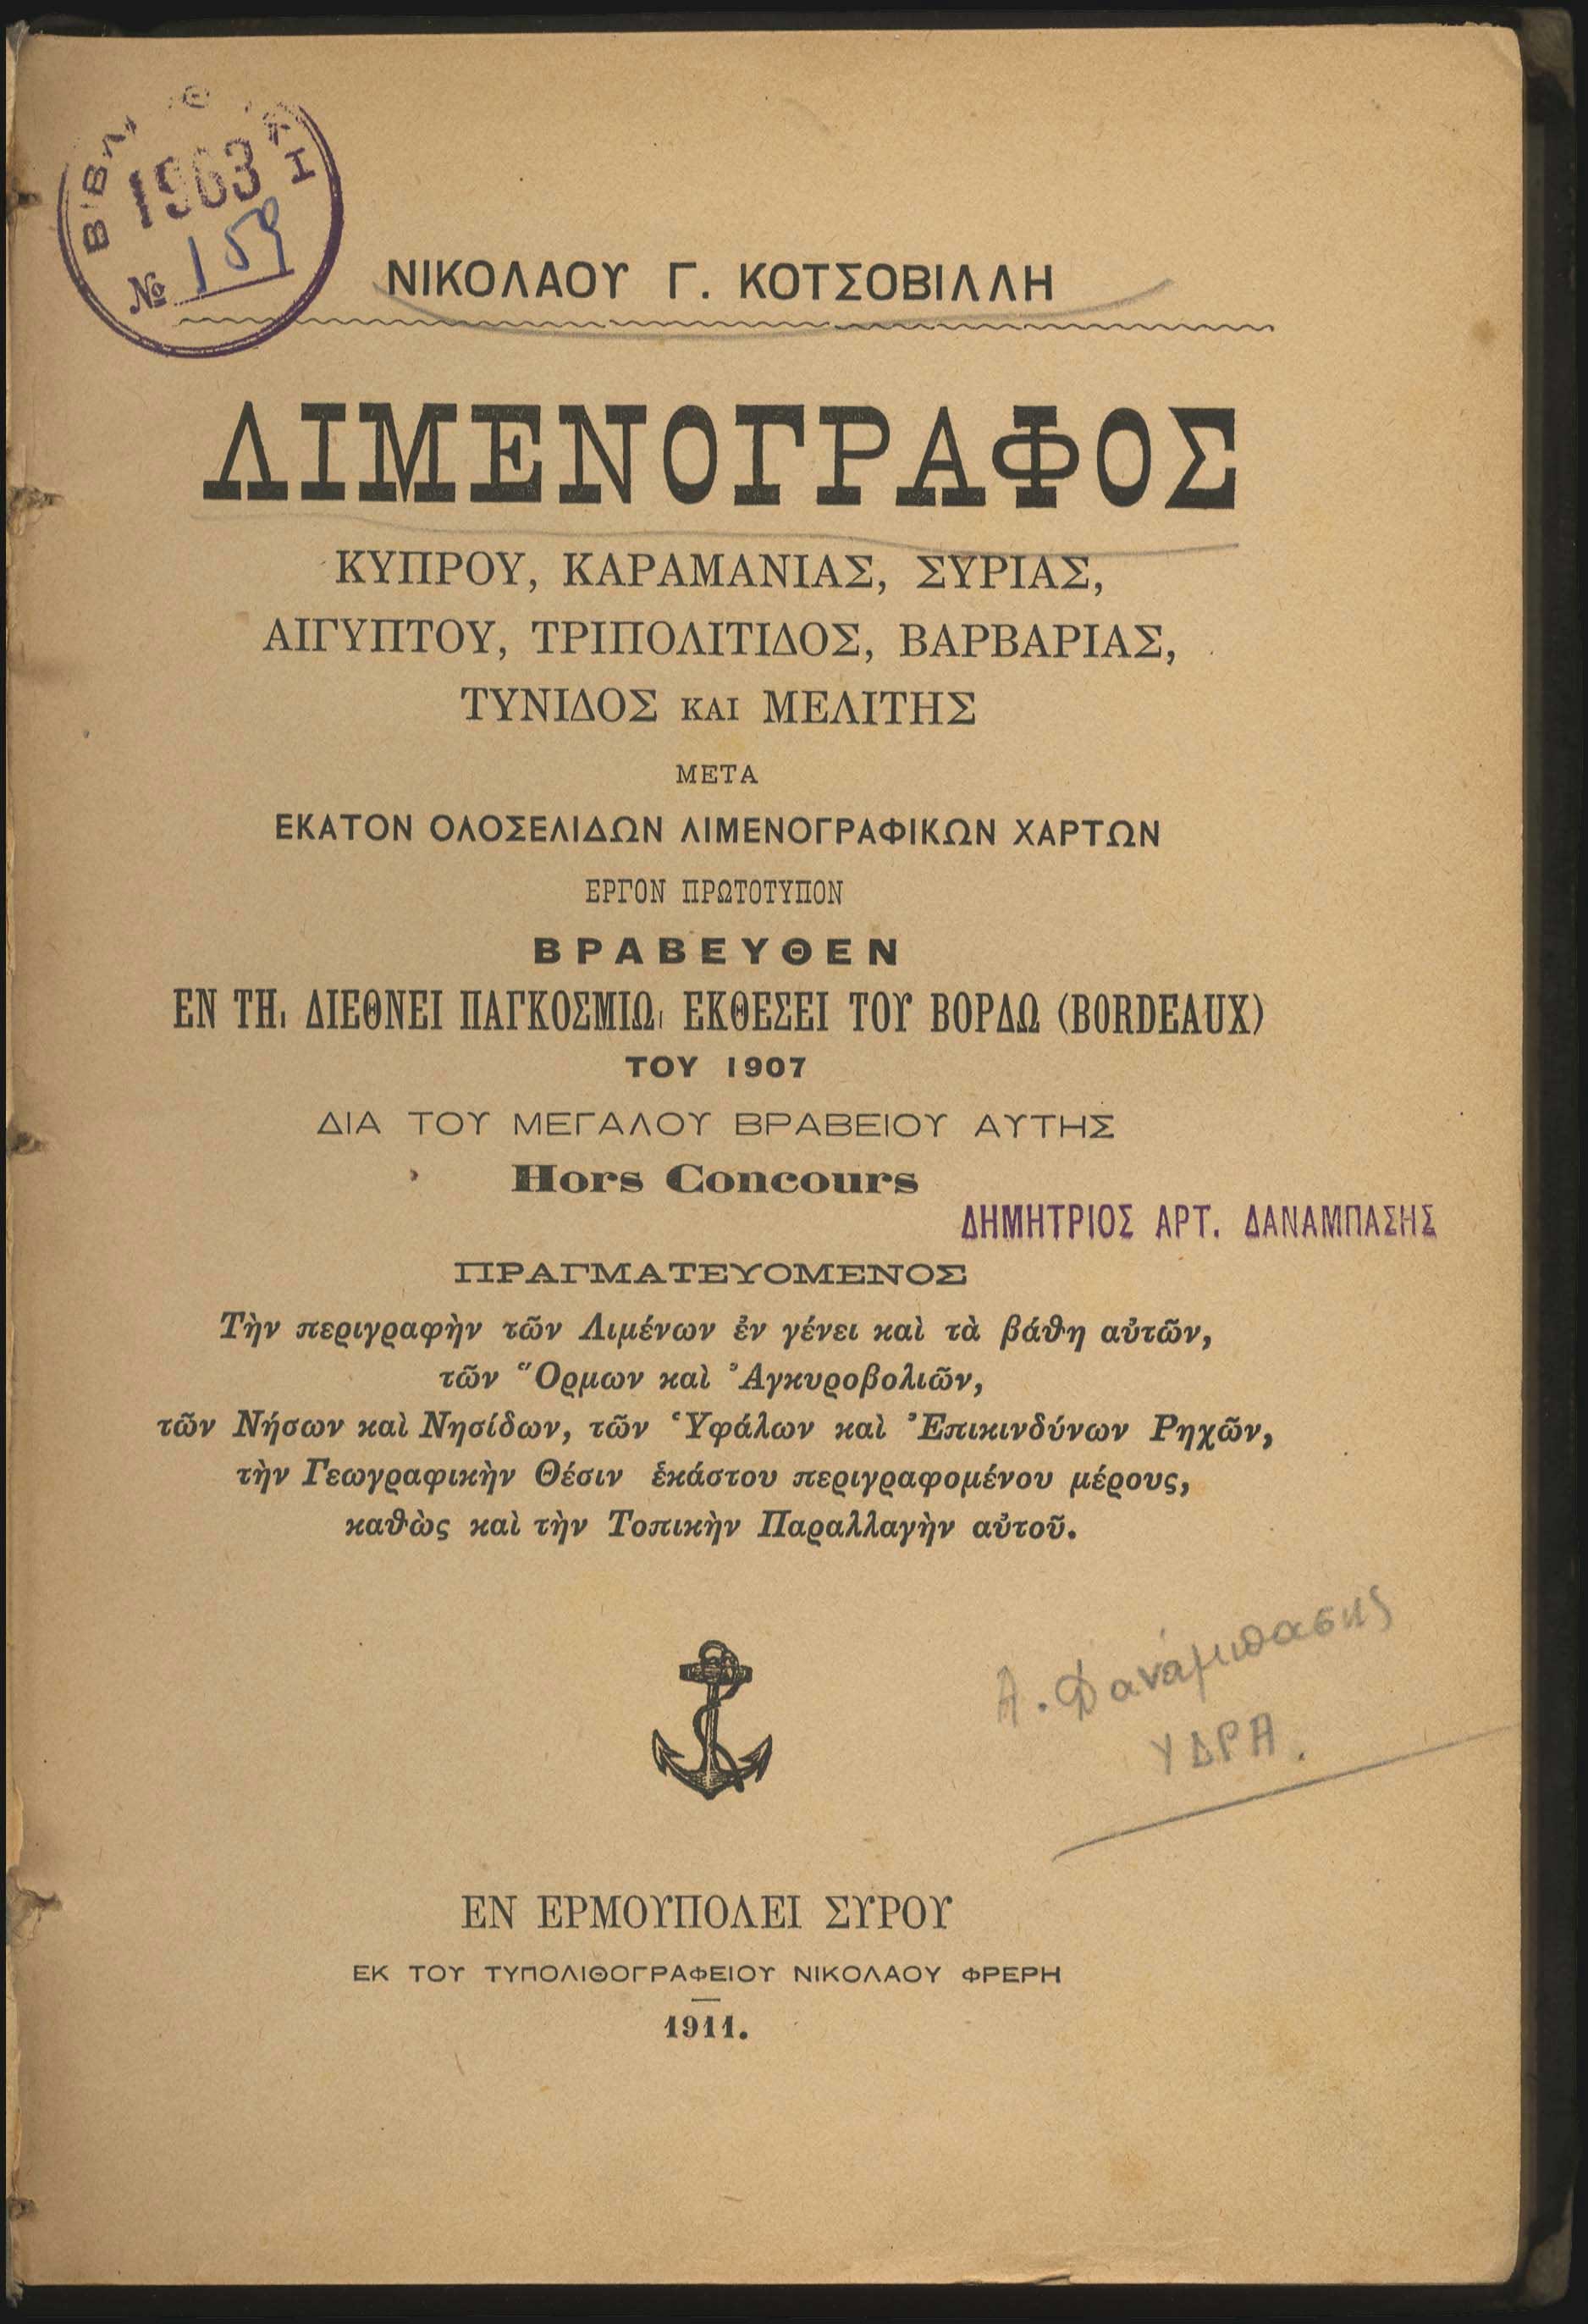 ΒΙΒΛΙΟΘΗΚΗ
1963
№ 159
ΝΙΚΟΛΑΟΥ Γ. ΚΟΤΣΟΒΙΛΛΗ
ΛΙΜΕΝΟΓΡΑΦΟΣ
ΚΥΠΡΟΥ, ΚΑΡΑΜΑΝΙΑΣ, ΣΥΡΙΑΣ,
ΑΙΓΥΠΤΟΥ, ΤΡΙΠΟΛΙΤΙΔΟΣ, ΒΑΡΒΑΡΙΑΣ,
ΤΥΝΙΔΟΣ ΚΑΙ ΜΕΛΙΤΗΣ
ΜΕΤΑ
ΕΚΑΤΟΝ ΟΛΟΣΕΛΙΔΩΝ ΛΙΜΕΝΟΓΡΑΦΙΚΩΝ ΧΑΡΤΩΝ
ΕΡΓΟΝ ΠΡΩΤΟΤΥΠΟΝ
ΒΡΑΒΕΥΘΕΝ
ΕΝ ΤΗι ΔΙΕΘΝΕΙ ΠΑΓΚΟΣΜΙΩι ΕΚΘΕΣΕΙ ΤΟΥ ΒΟΡΔΩ (BORDEAUX)
ΤΟΥ 1907
ΔΙΑ ΤΟΥ ΜΕΓΑΛΟΥ ΒΡΑΒΕΙΟΥ ΑΥΤΗΣ
Hors Concours
ΔΗΜΗΤΡΙΟΣ ΑΡΤ. ΔΑΝΑΜΠΑΣΗΣ
ΠΡΑΓΜΑΤΕΥΟΜΕΝΟΣ
Τὴν περιγραφὴν τῶν Λιμένων ἐν γένει καὶ τὰ βάθη αὐτῶν,
τῶν Ὅρμων καὶ Ἀγκυροβολιῶν,
τῶν Νήσων καὶ Νησίδων, τῶν Ὑφάλων καὶ Ἐπικινδύνων Ρηχῶν,
τὴν Γεωγραφικὴν Θέσιν ἑκάστου περιγραφομένου μέρους,
καθὼς καὶ τὴν Τοπικὴν Παραλλαγὴν αὐτοῦ.
Α. Δανάμπασης
ΥΔΡΑ.
ΕΝ ΕΡΜΟΥΠΟΛΕΙ ΣΥΡΟΥ
ΕΚ ΤΟΥ ΤΥΠΟΛΙΘΟΓΡΑΦΕΙΟΥ ΝΙΚΟΛΑΟΥ ΦΡΕΡΗ
1911.